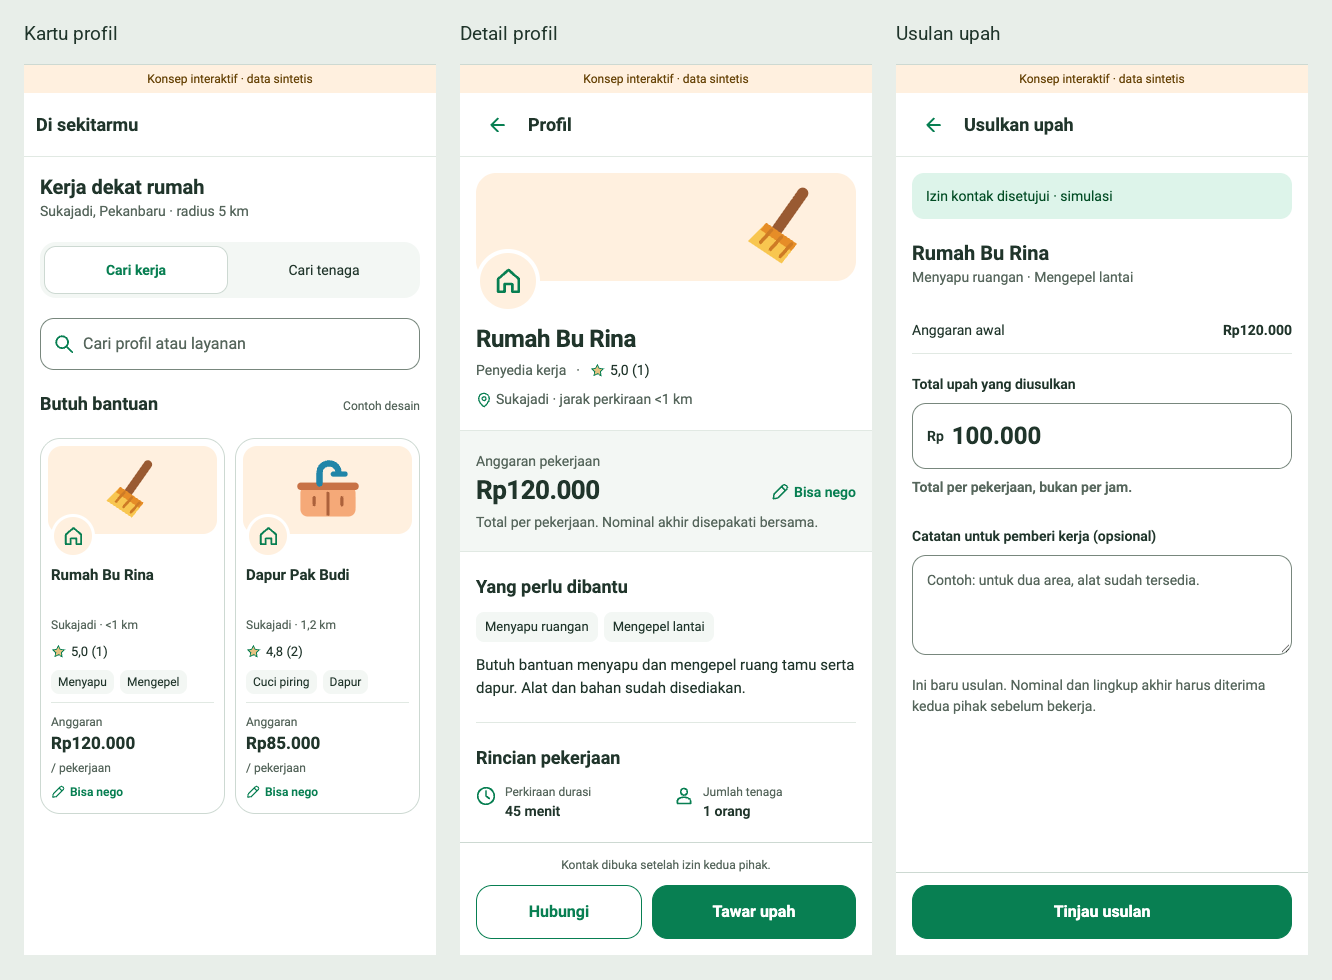 Kartu profil
Konsep interaktif · data sintetis
Di sekitarmu
Kerja dekat rumah
Sukajadi, Pekanbaru · radius 5 km
Cari kerja
Cari tenaga
Cari profil atau layanan
Butuh bantuan
Contoh desain
Rumah Bu Rina
Sukajadi · <1 km
5,0 (1)
Menyapu
Mengepel
Anggaran
Rp120.000
/ pekerjaan
Bisa nego
Dapur Pak Budi
Sukajadi · 1,2 km
4,8 (2)
Cuci piring
Dapur
Anggaran
Rp85.000
/ pekerjaan
Bisa nego
Detail profil
Konsep interaktif · data sintetis
Profil
Rumah Bu Rina
Penyedia kerja · 5,0 (1)
Sukajadi · jarak perkiraan <1 km
Anggaran pekerjaan
Rp120.000
Bisa nego
Total per pekerjaan. Nominal akhir disepakati bersama.
Yang perlu dibantu
Menyapu ruangan
Mengepel lantai
Butuh bantuan menyapu dan mengepel ruang tamu serta
dapur. Alat dan bahan sudah disediakan.
Rincian pekerjaan
Perkiraan durasi
45 menit
Jumlah tenaga
1 orang
Kontak dibuka setelah izin kedua pihak.
Hubungi
Tawar upah
Usulan upah
Konsep interaktif · data sintetis
Usulkan upah
Izin kontak disetujui · simulasi
Rumah Bu Rina
Menyapu ruangan · Mengepel lantai
Anggaran awal
Rp120.000
Total upah yang diusulkan
Rp 100.000
Total per pekerjaan, bukan per jam.
Catatan untuk pemberi kerja (opsional)
Contoh: untuk dua area, alat sudah tersedia.
Ini baru usulan. Nominal dan lingkup akhir harus diterima
kedua pihak sebelum bekerja.
Tinjau usulan